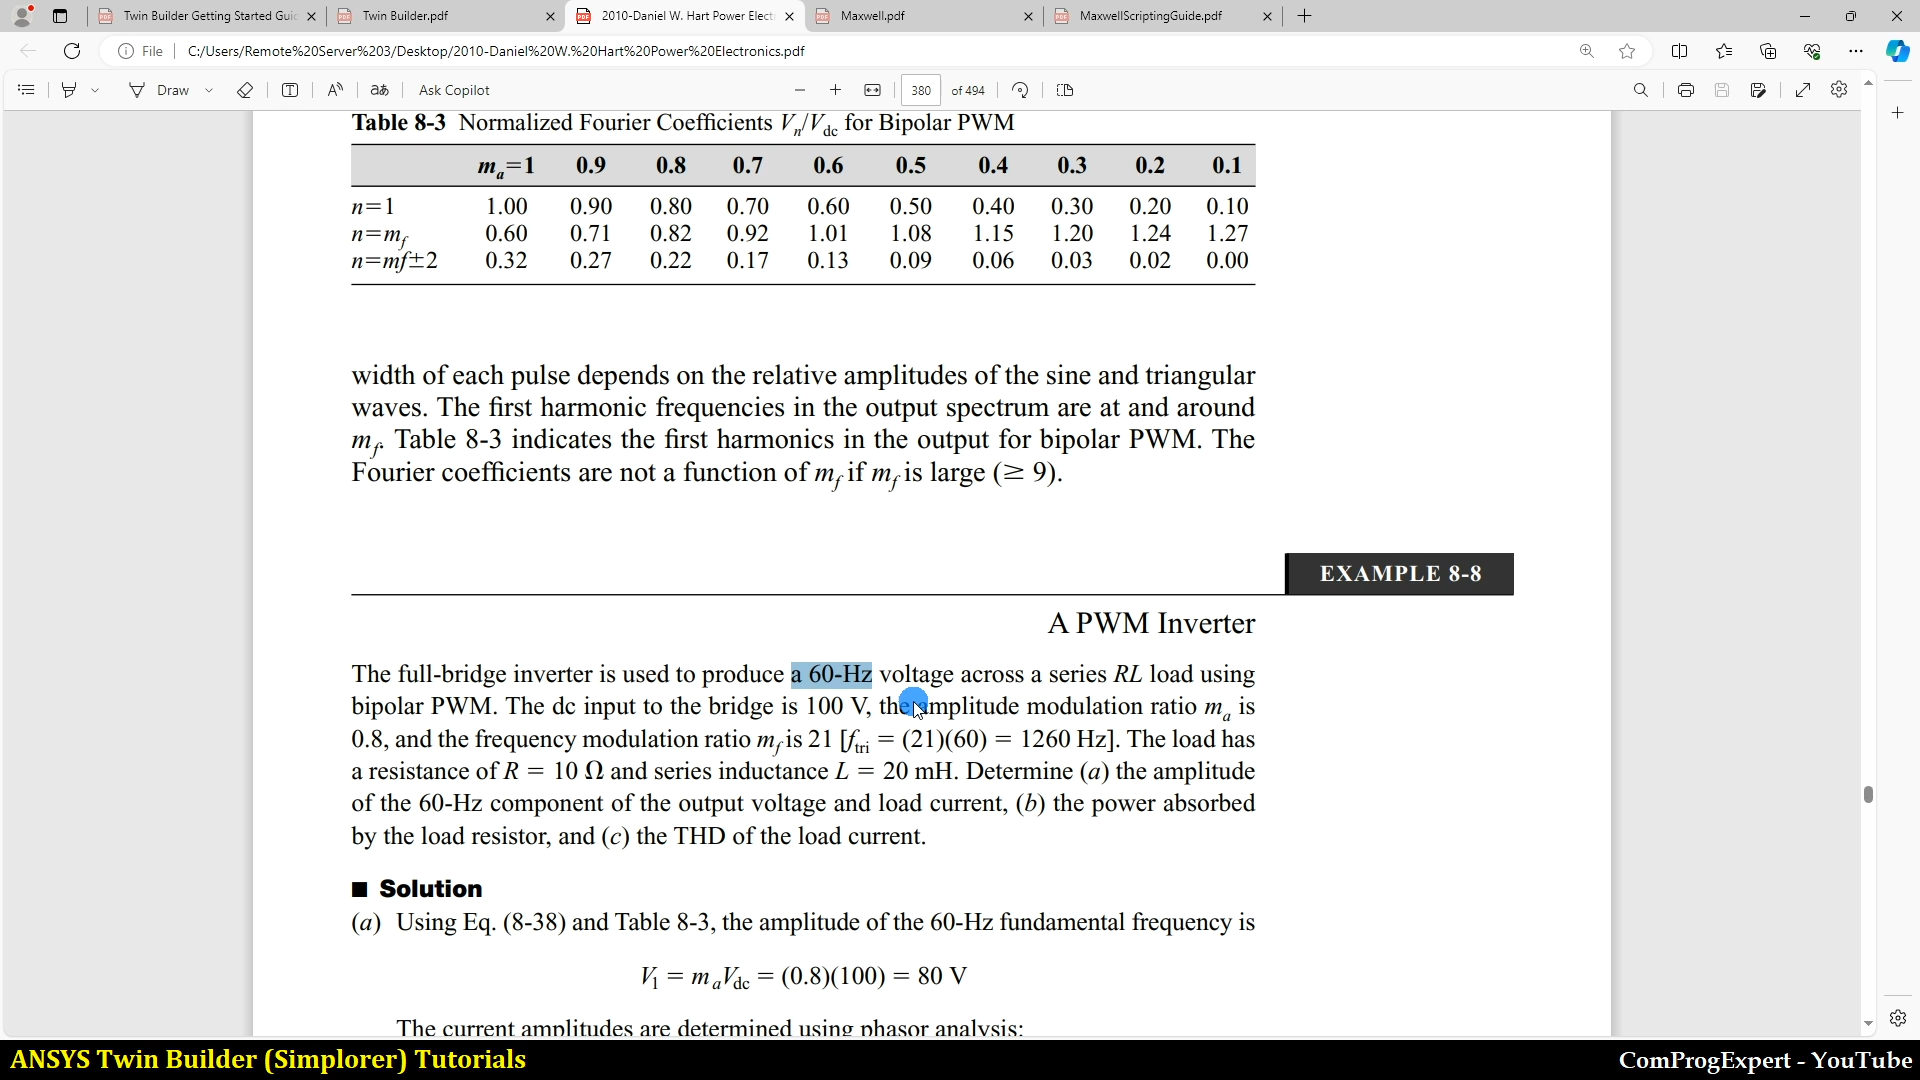 Twin Builder Getting Started Gui
Twin Builder.pdf
2010-Daniel W. Hart Power Elect
Maxwell.pdf
MaxwellScriptingGuide.pdf
File
C:/Users/Remote%20Server%203/Desktop/2010-Daniel%20W.%20Hart%20Power%20Electronics.pdf
Draw
Ask Copilot
380 of 494
Table 8-3 Normalized Fourier Coefficients Vn/Vdc for Bipolar PWM
ma=1 0.9 0.8 0.7 0.6 0.5 0.4 0.3 0.2 0.1
n=1 1.00 0.90 0.80 0.70 0.60 0.50 0.40 0.30 0.20 0.10
n=mf 0.60 0.71 0.82 0.92 1.01 1.08 1.15 1.20 1.24 1.27
n=mf±2 0.32 0.27 0.22 0.17 0.13 0.09 0.06 0.03 0.02 0.00
width of each pulse depends on the relative amplitudes of the sine and triangular
waves. The first harmonic frequencies in the output spectrum are at and around
mf. Table 8-3 indicates the first harmonics in the output for bipolar PWM. The
Fourier coefficients are not a function of mf if mf is large (≥ 9).
EXAMPLE 8-8
A PWM Inverter
The full-bridge inverter is used to produce a 60-Hz voltage across a series RL load using
bipolar PWM. The dc input to the bridge is 100 V, the amplitude modulation ratio ma is
0.8, and the frequency modulation ratio mf is 21 [ftri = (21)(60) = 1260 Hz]. The load has
a resistance of R = 10 Ω and series inductance L = 20 mH. Determine (a) the amplitude
of the 60-Hz component of the output voltage and load current, (b) the power absorbed
by the load resistor, and (c) the THD of the load current.
■ Solution
(a) Using Eq. (8-38) and Table 8-3, the amplitude of the 60-Hz fundamental frequency is
V1 = maVdc = (0.8)(100) = 80 V
The current amplitudes are determined using phasor analysis:
ANSYS Twin Builder (Simplorer) Tutorials
ComProgExpert - YouTube